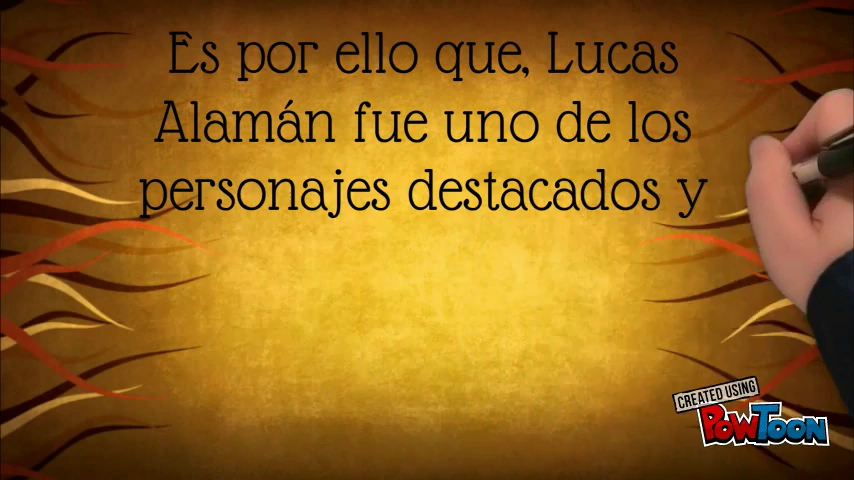 Es por ello que, Lucas
Alamán fue uno de los
personajes destacados y
CREATED USING
POWTOON